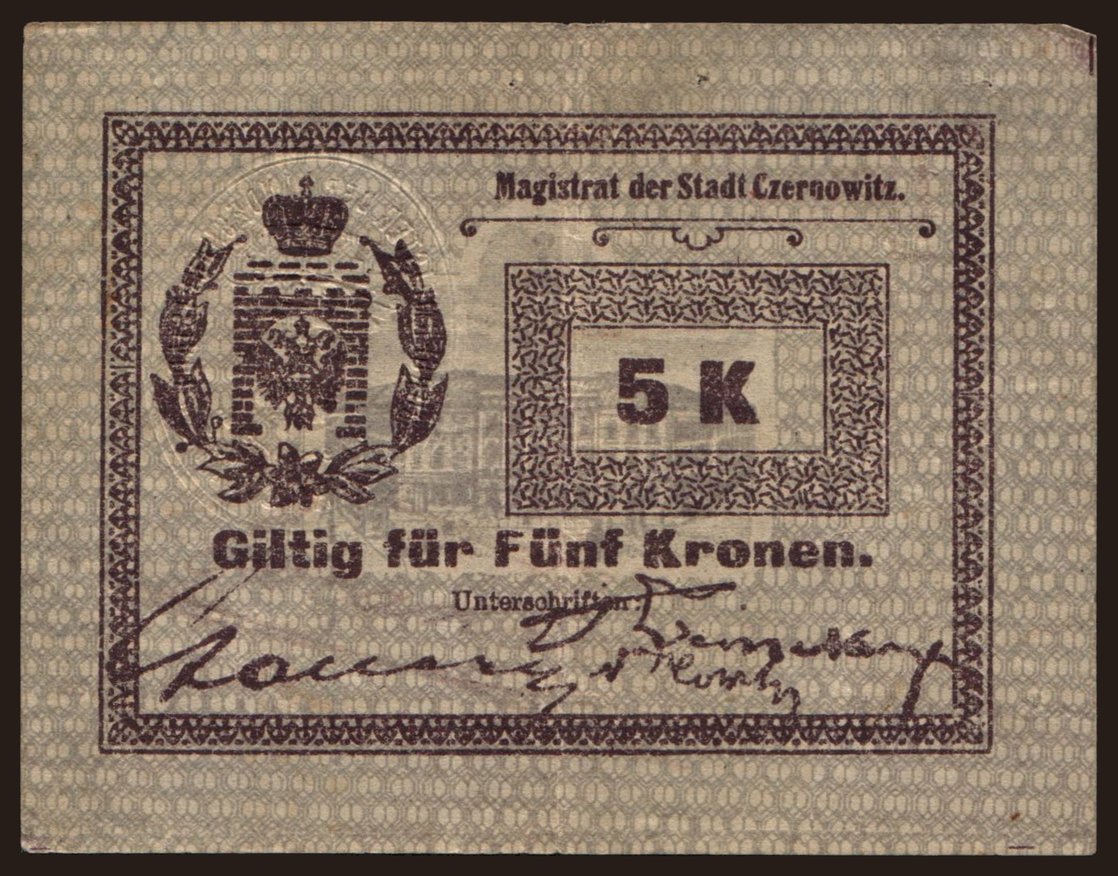 Magistrat der Stadt Czernowitz.
5 K
Giltig für Fünf Kronen.
Unterschriften: